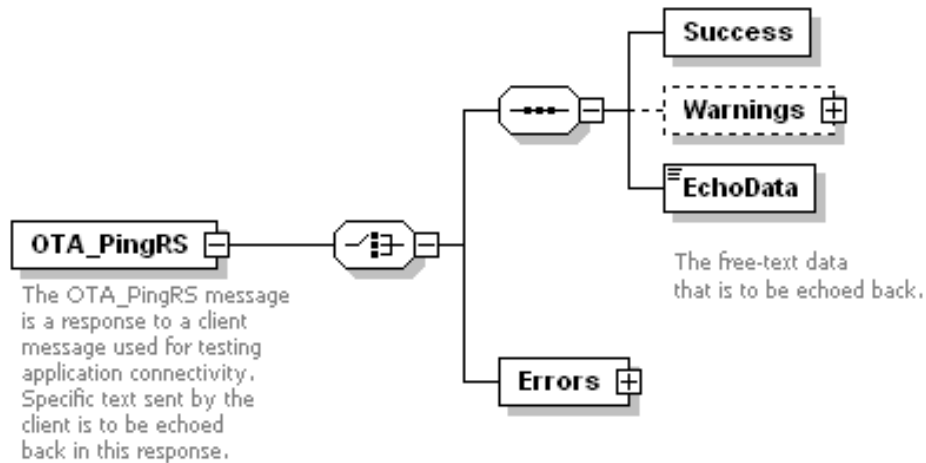 Success
Warnings
EchoData
The free-text data
that is to be echoed back.
OTA_PingRS
The OTA_PingRS message
is a response to a client
message used for testing
application connectivity.
Specific text sent by the
client is to be echoed
back in this response.
Errors